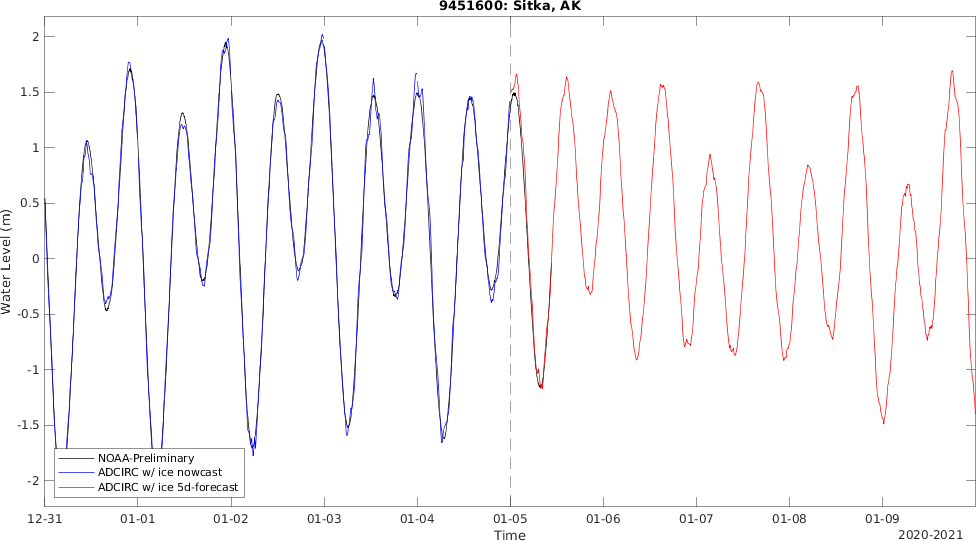 9451600: Sitka, AK
2
1.5
1
0.5
0
-0.5
-1
-1.5
-2
Water Level (m)
NOAA-Preliminary
ADCIRC w/ ice nowcast
ADCIRC w/ ice 5d-forecast
12-31 01-01 01-02 01-03 01-04 01-05 01-06 01-07 01-08 01-09
Time
2020-2021